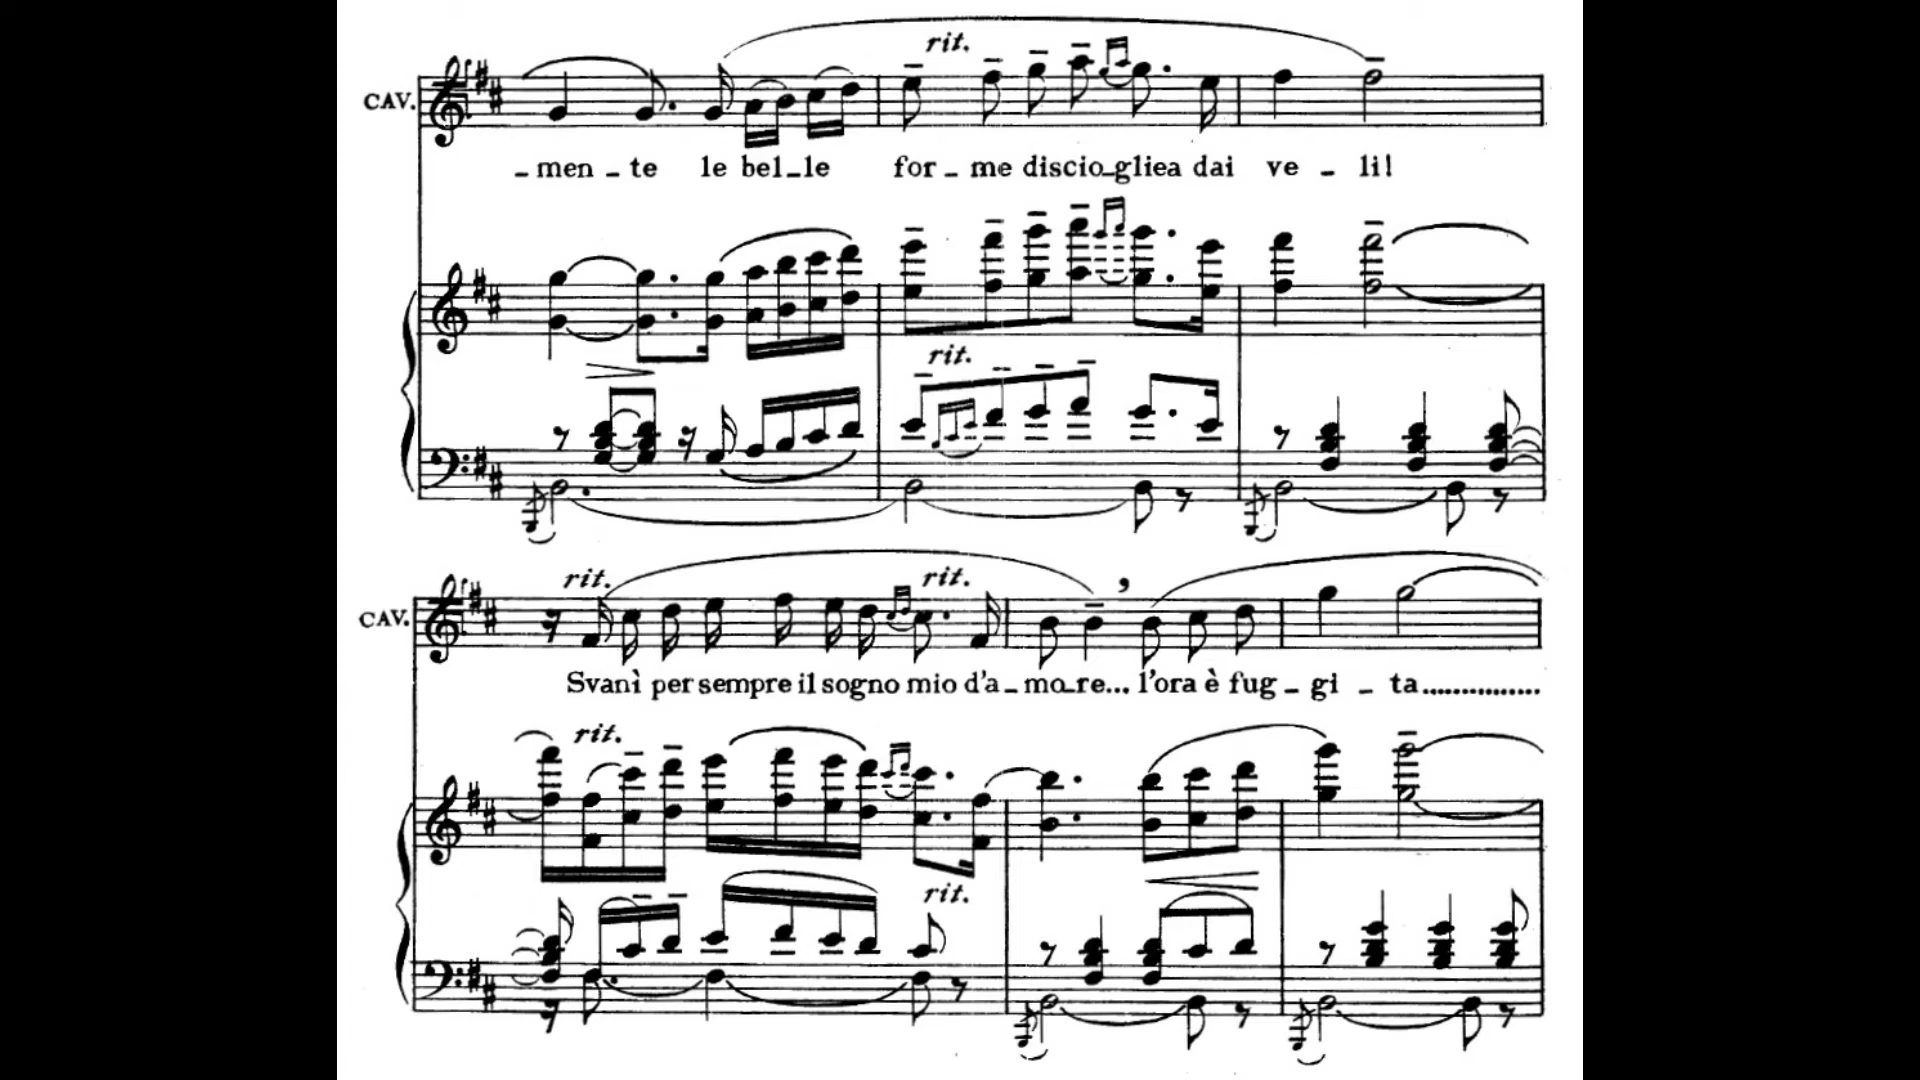 rit.
CAV.
- men - te le bel - le for - me discio - gliea dai ve - li!
rit.
rit. rit.
CAV.
Svanì per sempre il sogno mio d'a - mo - re... l'ora è fug - gi - ta...............
rit.
rit.